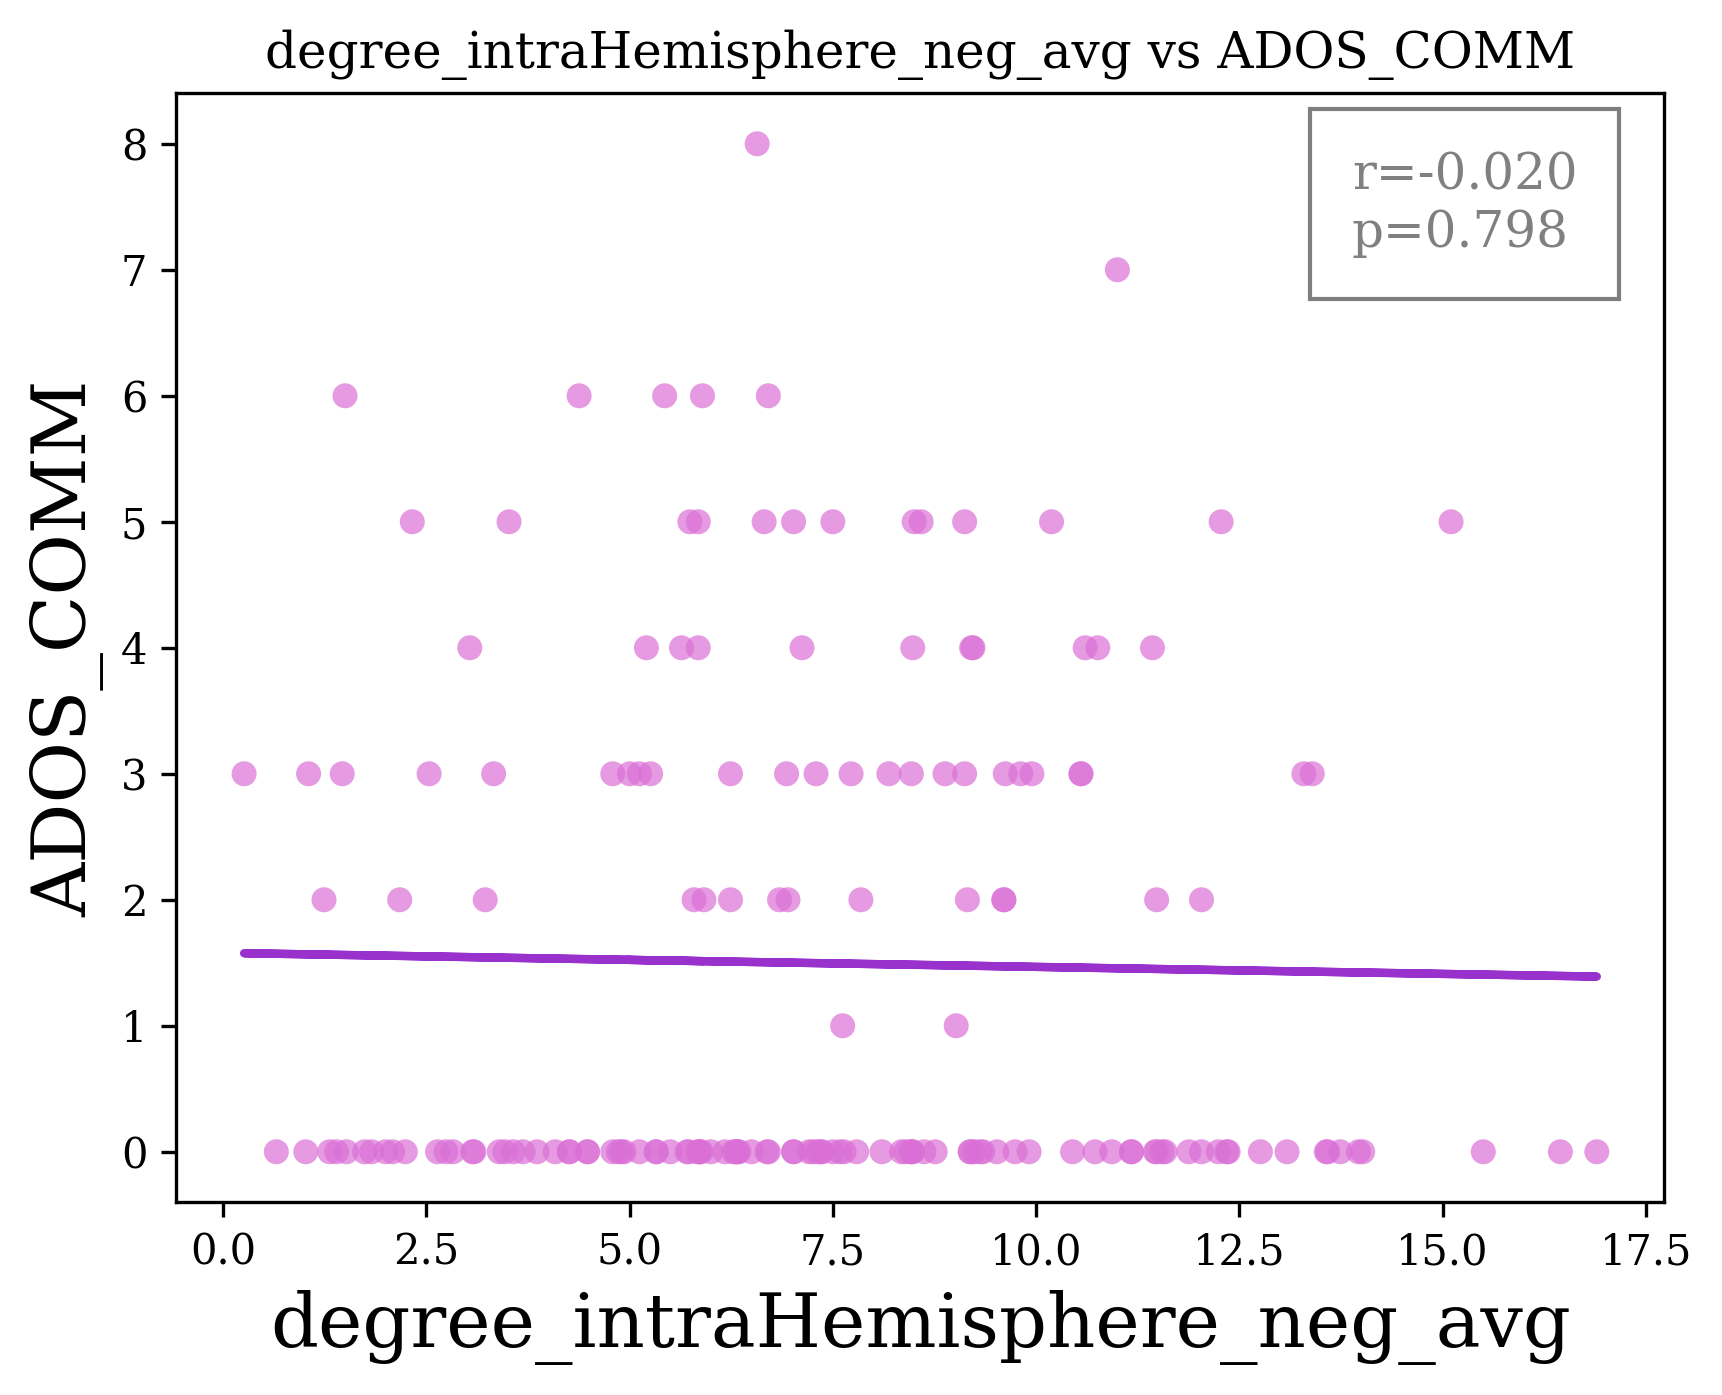 degree_intraHemisphere_neg_avg vs ADOS_COMM
r=-0.020
p=0.798
ADOS_COMM
8
7
6
5
4
3
2
1
0
0.0 2.5 5.0 7.5 10.0 12.5 15.0 17.5
degree_intraHemisphere_neg_avg